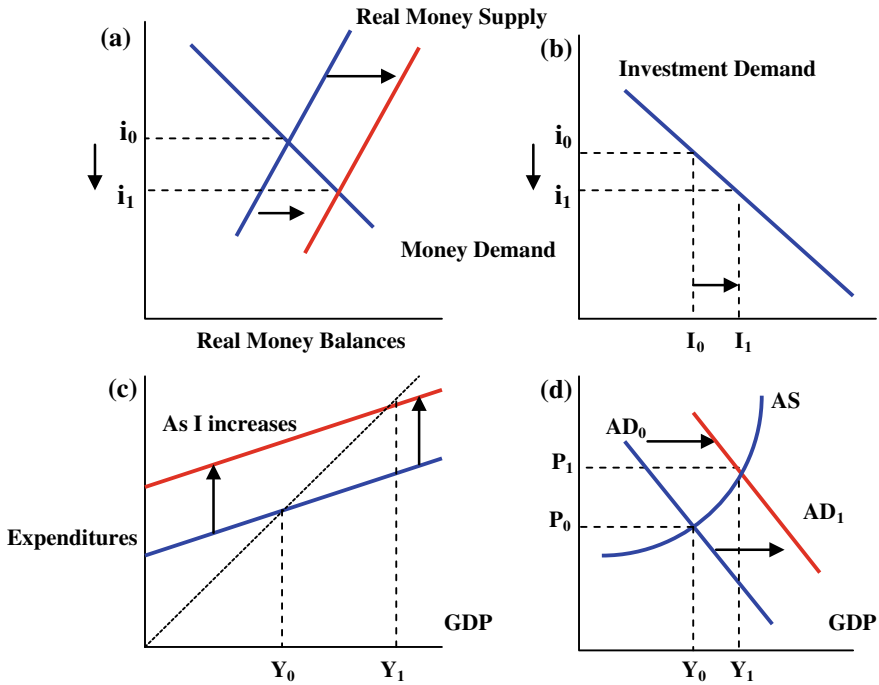 (a)
Real Money Supply
i₀
i₁
Money Demand
Real Money Balances
(b)
Investment Demand
i₀
i₁
I₀ I₁
(c)
As I increases
Expenditures
GDP
Y₀ Y₁
(d)
AS
AD₀
P₁
P₀
AD₁
GDP
Y₀ Y₁